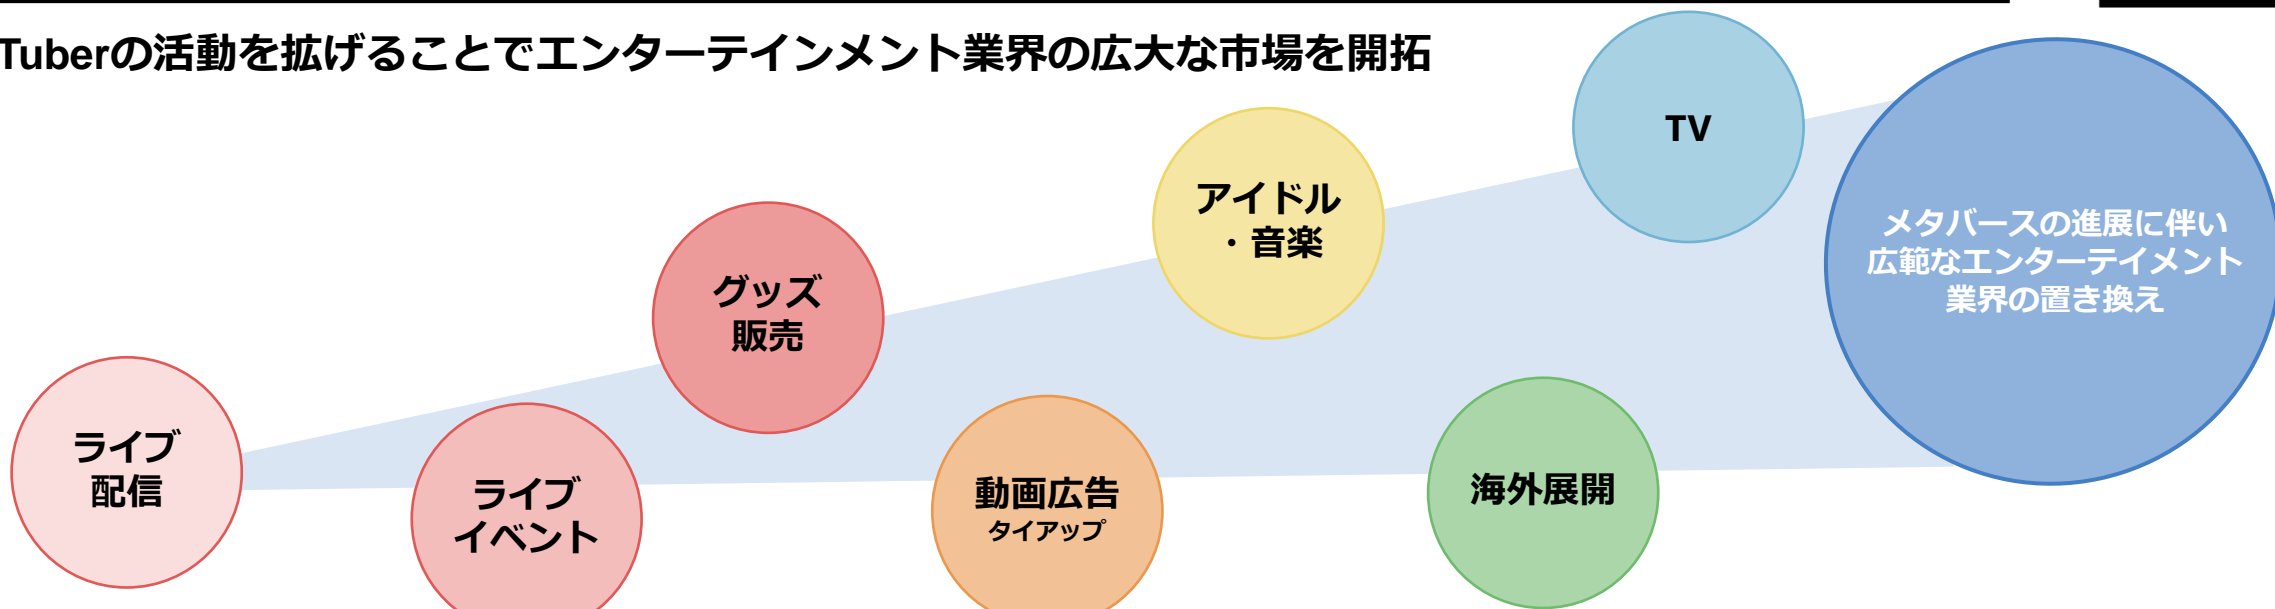 Tuberの活動を拡げることでエンターテインメント業界の広大な市場を開拓
TV
アイドル
・音楽
メタバースの進展に伴い
広範なエンターテイメント
業界の置き換え
グッズ
販売
ライブ
配信
ライブ
イベント
動画広告
タイアップ
海外展開